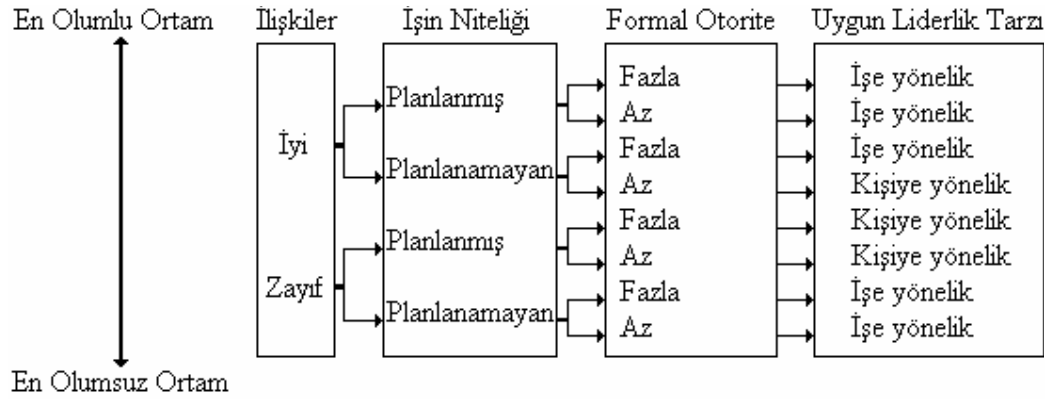 En Olumlu Ortam İlişkiler İşin Niteliği Formal Otorite Uygun Liderlik Tarzı
Fazla İşe yönelik
Planlanmış
Az İşe yönelik
İyi
Fazla İşe yönelik
Planlanamayan
Az Kişiye yönelik
Fazla Kişiye yönelik
Planlanmış
Az Kişiye yönelik
Zayıf
Fazla İşe yönelik
Planlanamayan
Az İşe yönelik
En Olumsuz Ortam